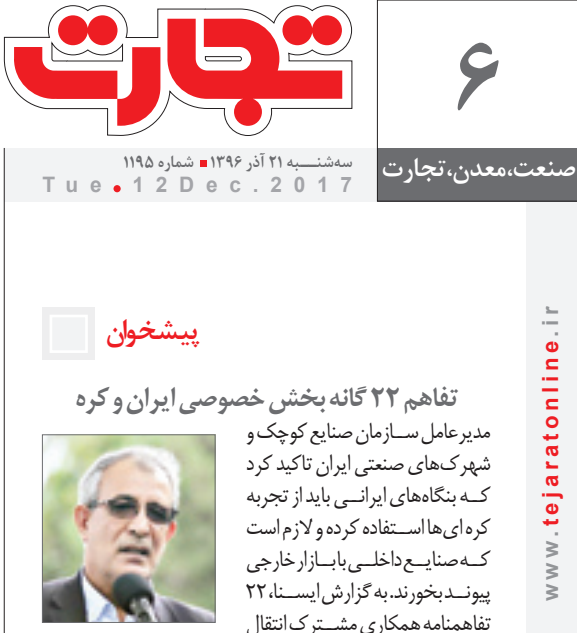 تجارت
۶
سه‌شنبه ۲۱ آذر ۱۳۹۶ ■ شماره ۱۱۹۵
Tue • 12Dec.2017
صنعت،معدن،تجارت
www.tejaratonline.ir
پیشخوان
تفاهم ۲۲ گانه بخش خصوصی ایران و کره
مدیرعامل سازمان صنایع کوچک و
شهرک‌های صنعتی ایران تاکید کرد
که بنگاه‌های ایرانی باید از تجربه
کره ای‌ها استفاده کرده و لازم است
که صنایع داخلی با بازار خارجی
پیوند بخورند. به گزارش ایسنا، ۲۲
تفاهمنامه همکاری مشترک انتقال